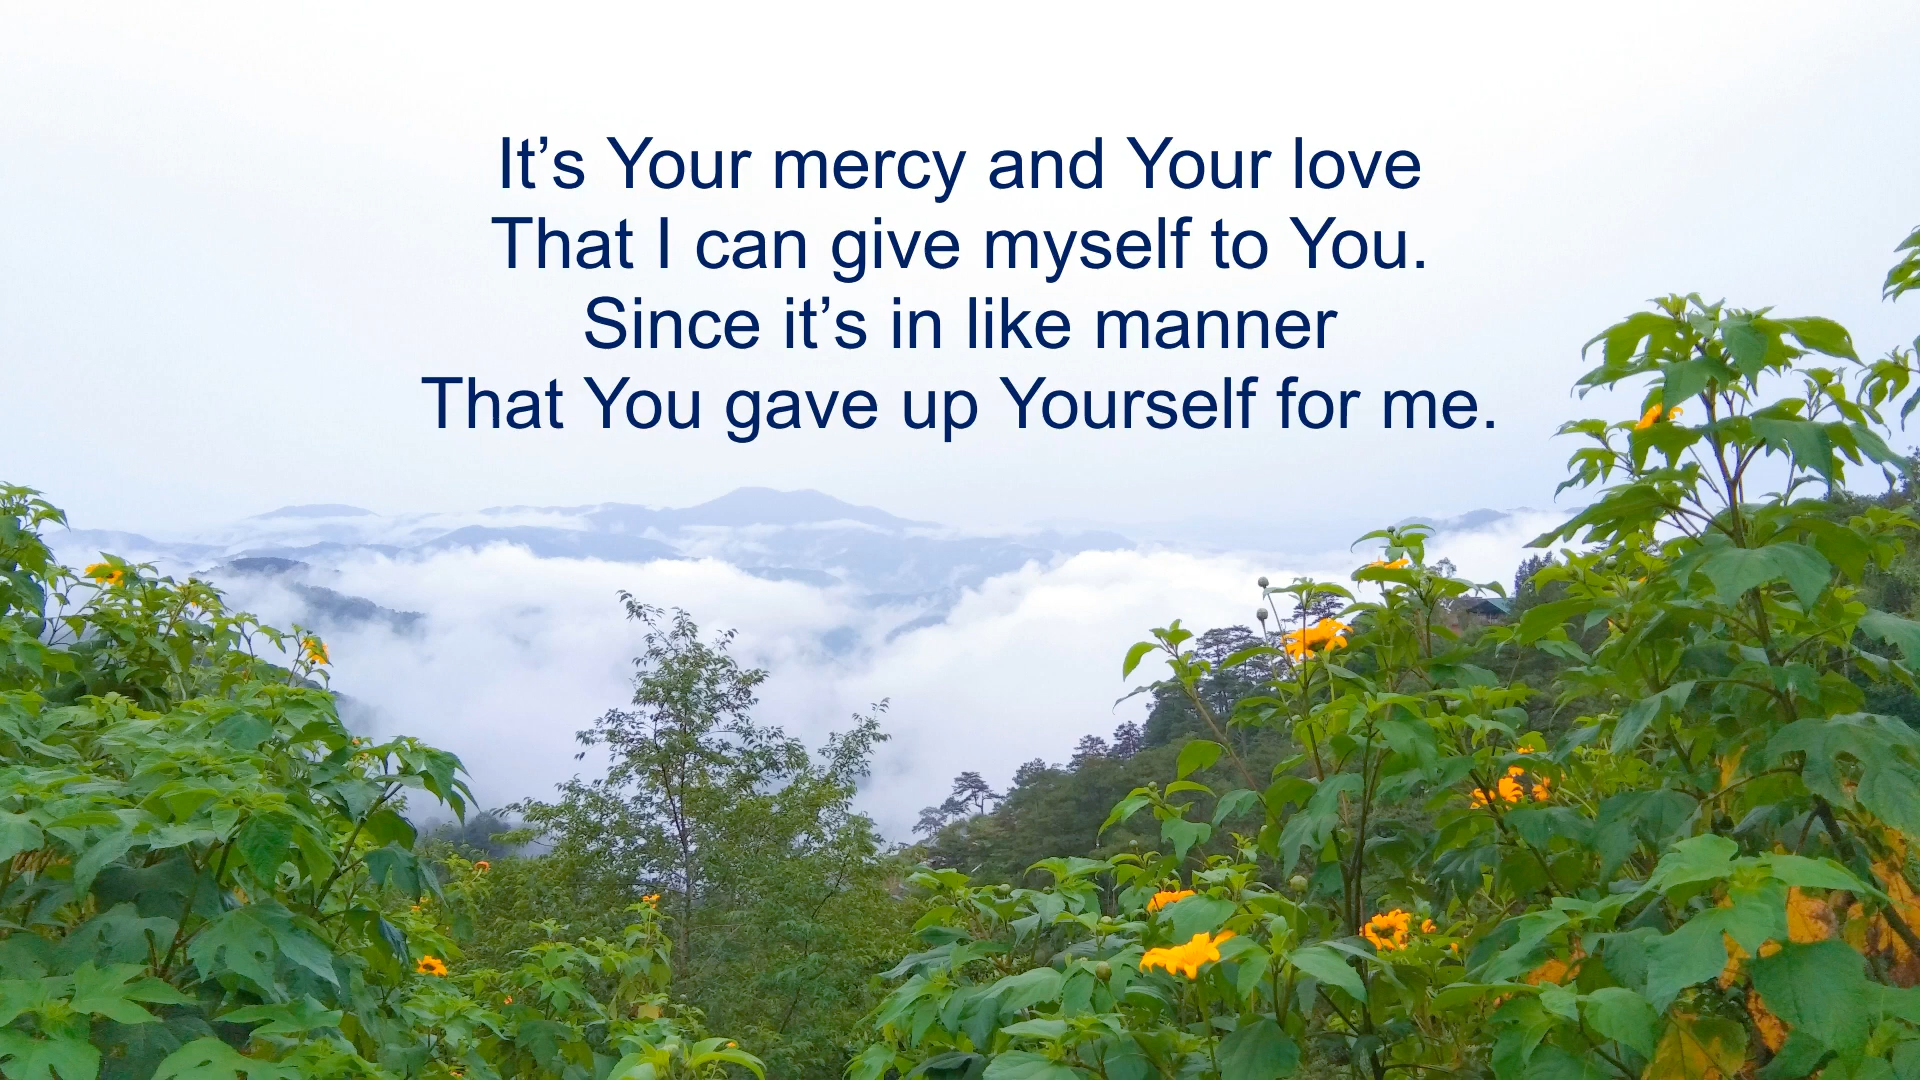 It’s Your mercy and Your love
That I can give myself to You.
Since it’s in like manner
That You gave up Yourself for me.